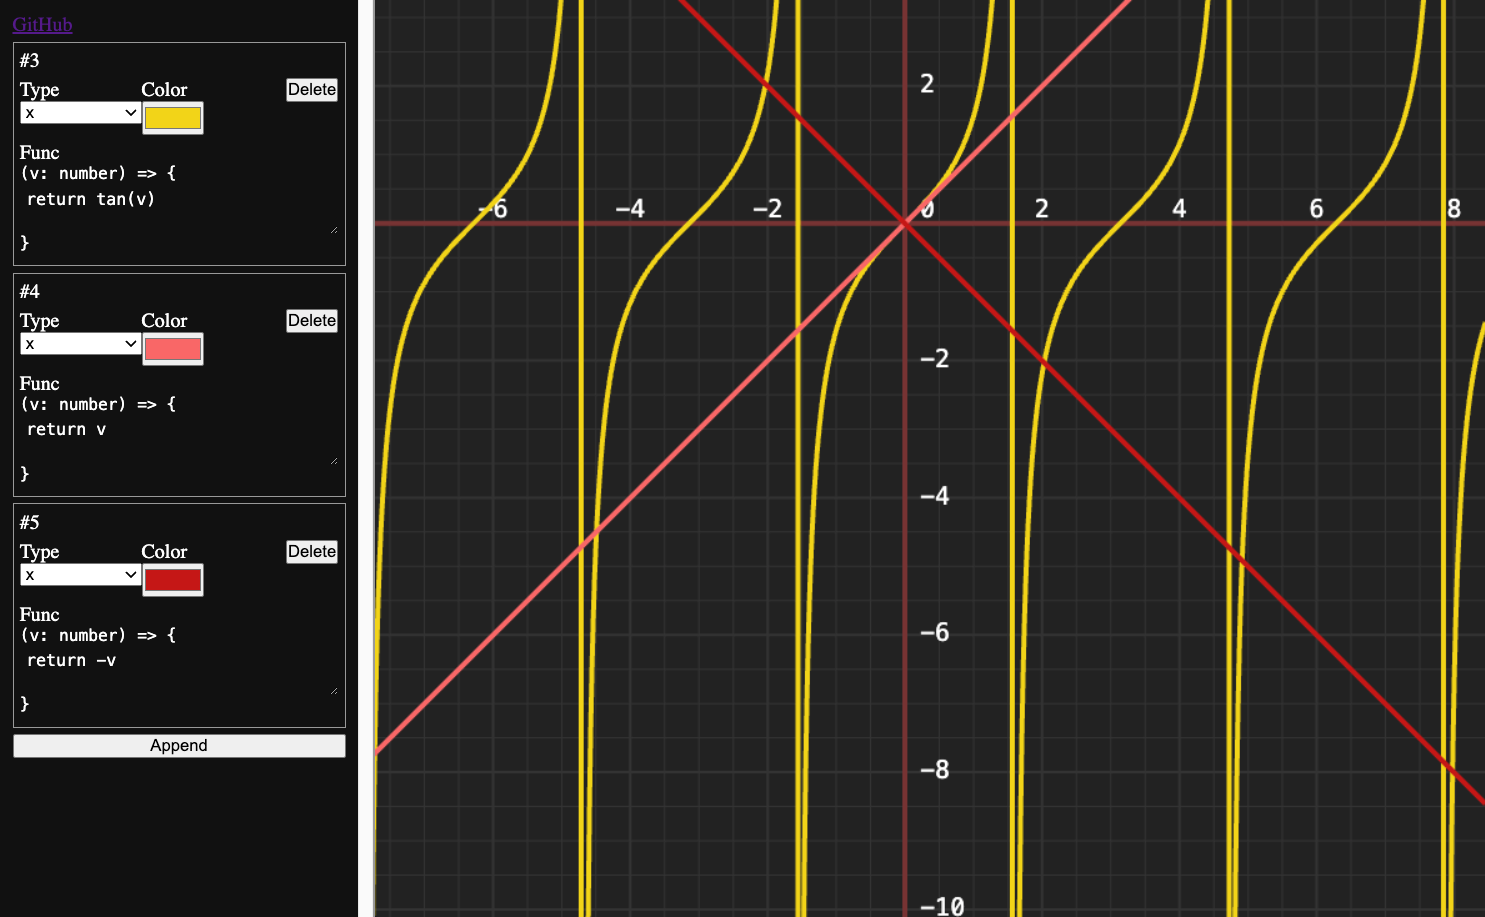 GitHub
#3
Type Color Delete
x
Func
(v: number) => {
return tan(v)
}
#4
Type Color Delete
x
Func
(v: number) => {
return v
}
#5
Type Color Delete
x
Func
(v: number) => {
return -v
}
Append
2
-6 -4 -2 0 2 4 6 8
-2
-4
-6
-8
-10